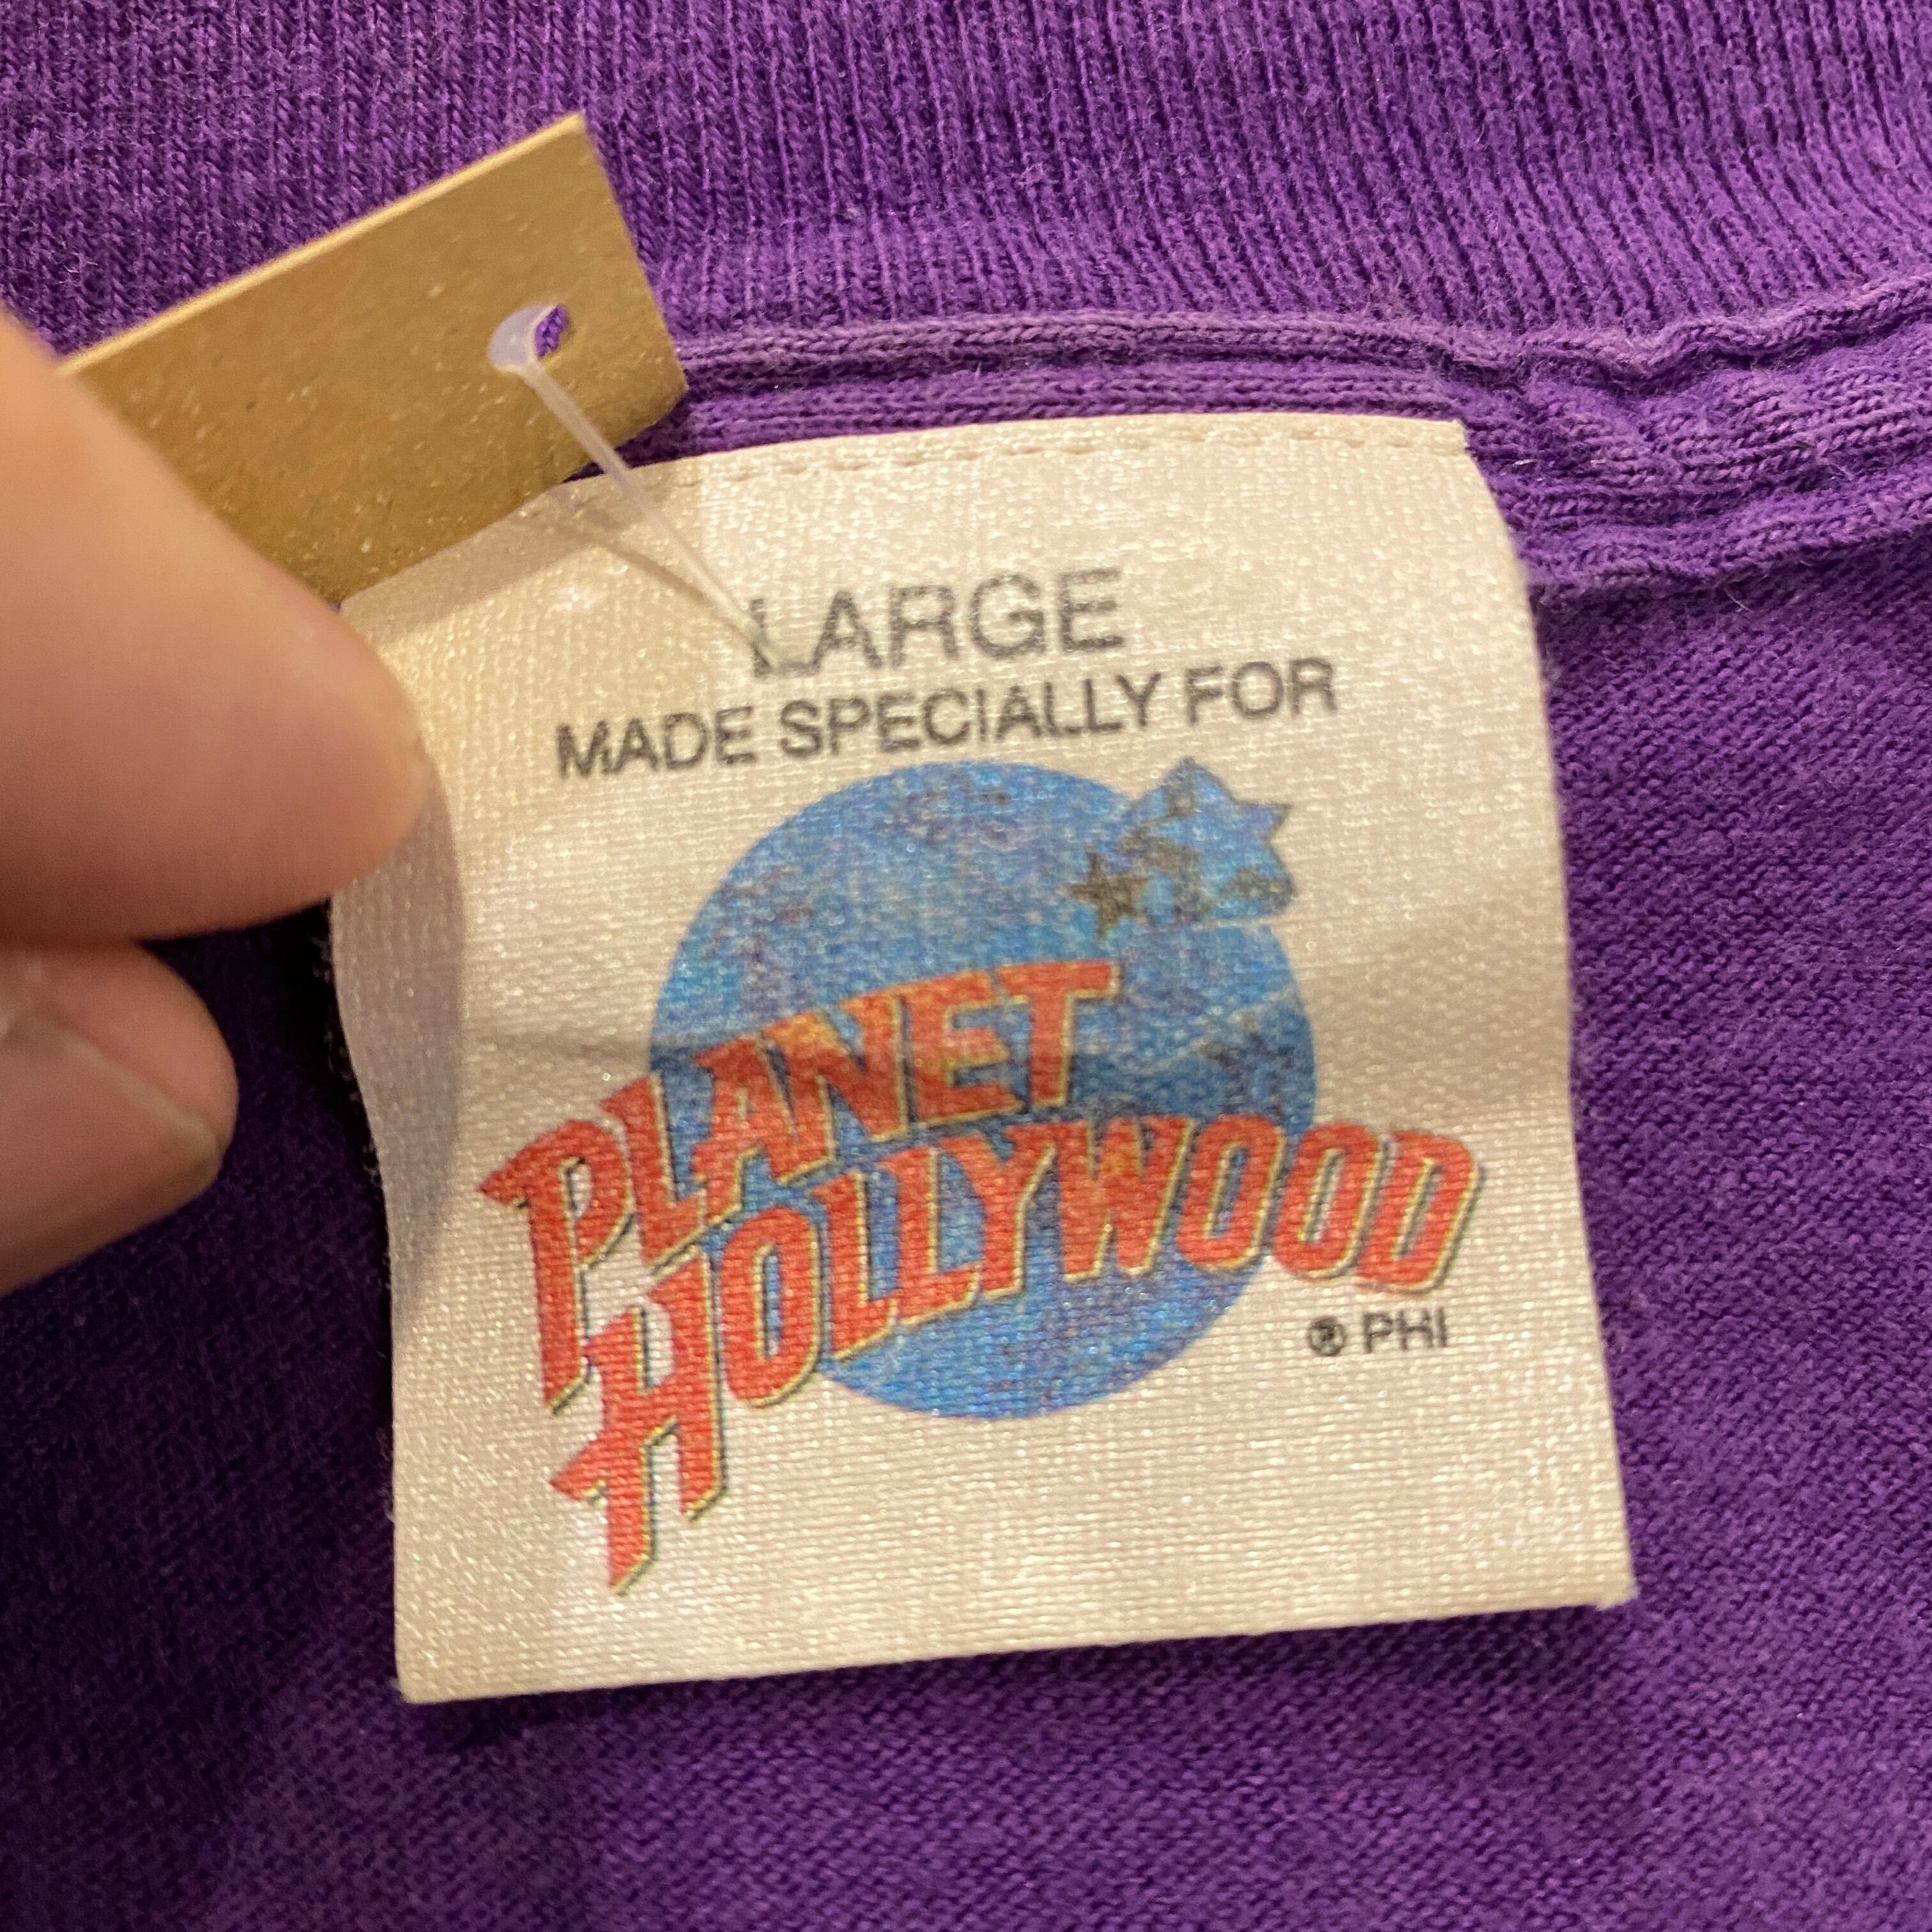 LARGE
MADE SPECIALLY FOR
PLANET
HOLLYWOOD
® PHI